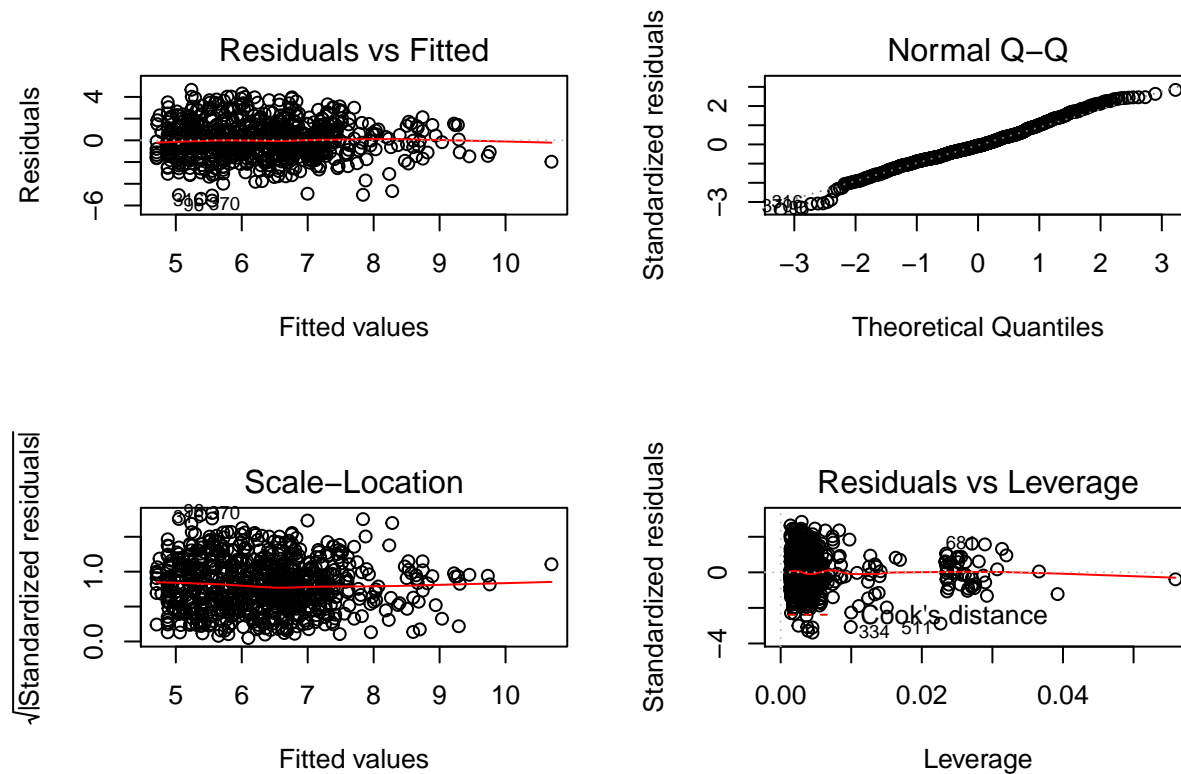 Residuals vs Fitted
Residuals
4
0
−6
370
5 6 7 8 9 10
Fitted values
Normal Q−Q
Standardized residuals
2
0
−3
316
−3 −2 −1 0 1 2 3
Theoretical Quantiles
Scale−Location
√|Standardized residuals|
1.0
0.0
370
5 6 7 8 9 10
Fitted values
Residuals vs Leverage
Standardized residuals
0
−4
681
Cook's distance
334 511
0.00 0.02 0.04
Leverage